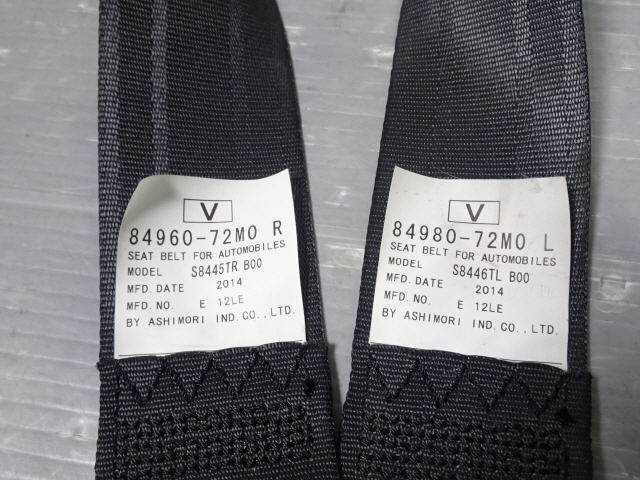 V
84960-72M0 R
SEAT BELT FOR AUTOMOBILES
MODEL S8445TR B00
MFD. DATE 2014
MFD. NO. E 12LE
BY ASHIMORI IND. CO., LTD.
V
84980-72M0 L
SEAT BELT FOR AUTOMOBILES
MODEL S8446TL B00
MFD. DATE 2014
MFD. NO. E 12LE
BY ASHIMORI IND. CO., LTD.